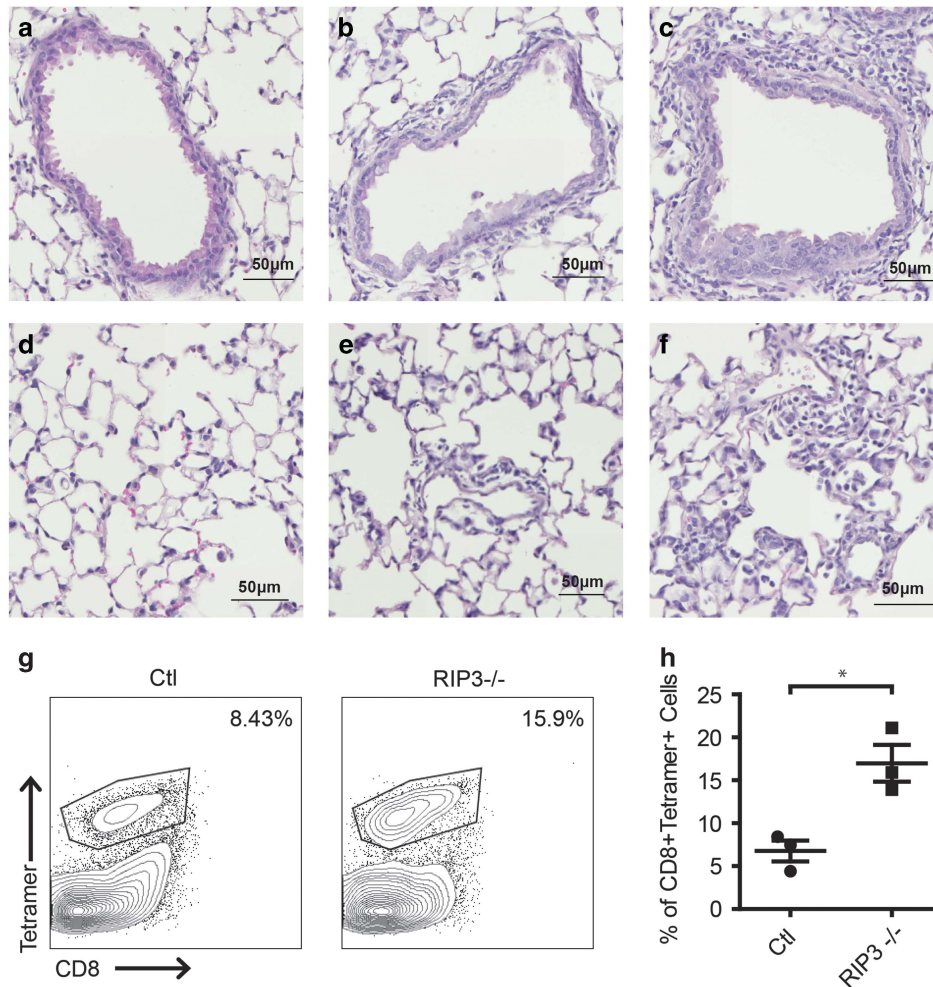 a
b
c
50µm
50µm
50µm
d
e
f
50µm
50µm
50µm
g
Ctl
RIP3-/-
8.43%
15.9%
Tetramer
CD8
h
*
% of CD8+Tetramer+ Cells
25
20
15
10
5
0
Ctl
RIP3 -/-